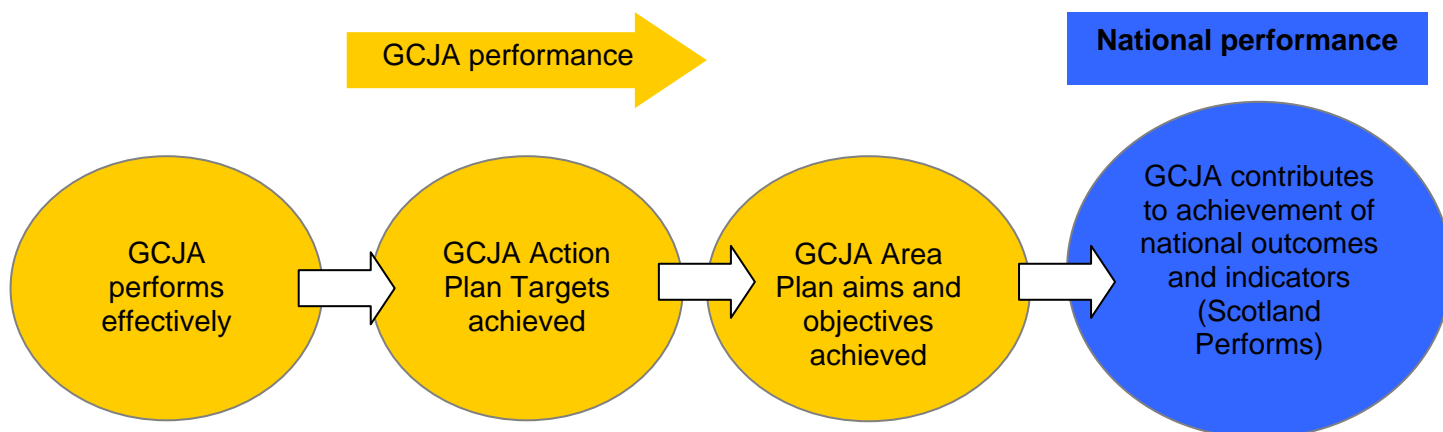 GCJA performance
National performance
GCJA
performs
effectively
GCJA Action
Plan Targets
achieved
GCJA Area
Plan aims and
objectives
achieved
GCJA contributes
to achievement of
national outcomes
and indicators
(Scotland
Performs)